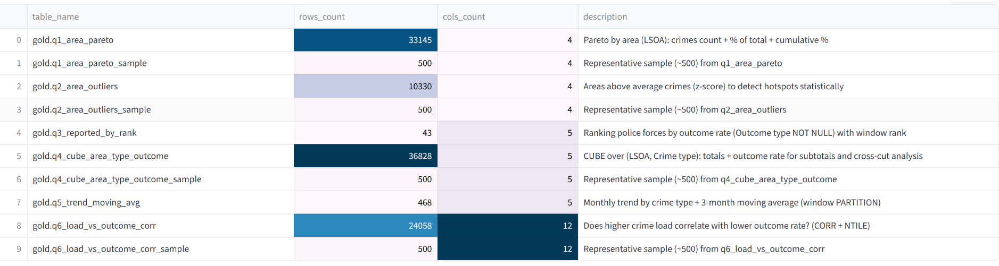 table_name rows_count cols_count description
0 gold.q1_area_pareto 33145 4 Pareto by area (LSOA): crimes count + % of total + cumulative %
1 gold.q1_area_pareto_sample 500 4 Representative sample (~500) from q1_area_pareto
2 gold.q2_area_outliers 10330 4 Areas above average crimes (z-score) to detect hotspots statistically
3 gold.q2_area_outliers_sample 500 4 Representative sample (~500) from q2_area_outliers
4 gold.q3_reported_by_rank 43 5 Ranking police forces by outcome rate (Outcome type NOT NULL) with window rank
5 gold.q4_cube_area_type_outcome 36828 5 CUBE over (LSOA, Crime type): totals + outcome rate for subtotals and cross-cut analysis
6 gold.q4_cube_area_type_outcome_sample 500 5 Representative sample (~500) from q4_cube_area_type_outcome
7 gold.q5_trend_moving_avg 468 5 Monthly trend by crime type + 3-month moving average (window PARTITION)
8 gold.q6_load_vs_outcome_corr 24058 12 Does higher crime load correlate with lower outcome rate? (CORR + NTILE)
9 gold.q6_load_vs_outcome_corr_sample 500 12 Representative sample (~500) from q6_load_vs_outcome_corr